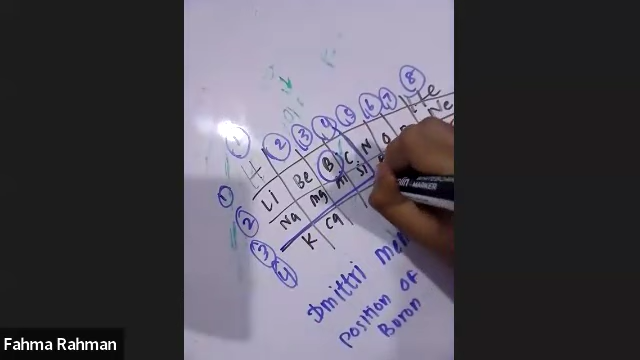 1 2 3 4 5 6 7 8
H He
1 Li Be B C N O Ne
2 Na Mg Al Si
3 K Ca
4
Dmittri Men
position of
Boron
MARKER
Fahma Rahman